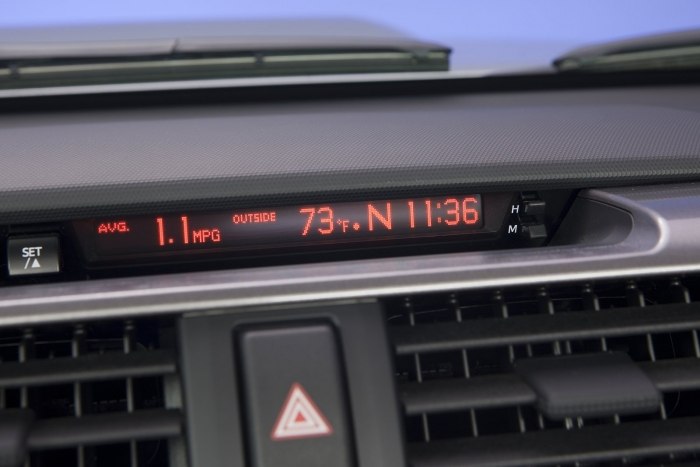 AVG. 1.1 MPG OUTSIDE 73°F N 11:36
H
M
SET
/▲